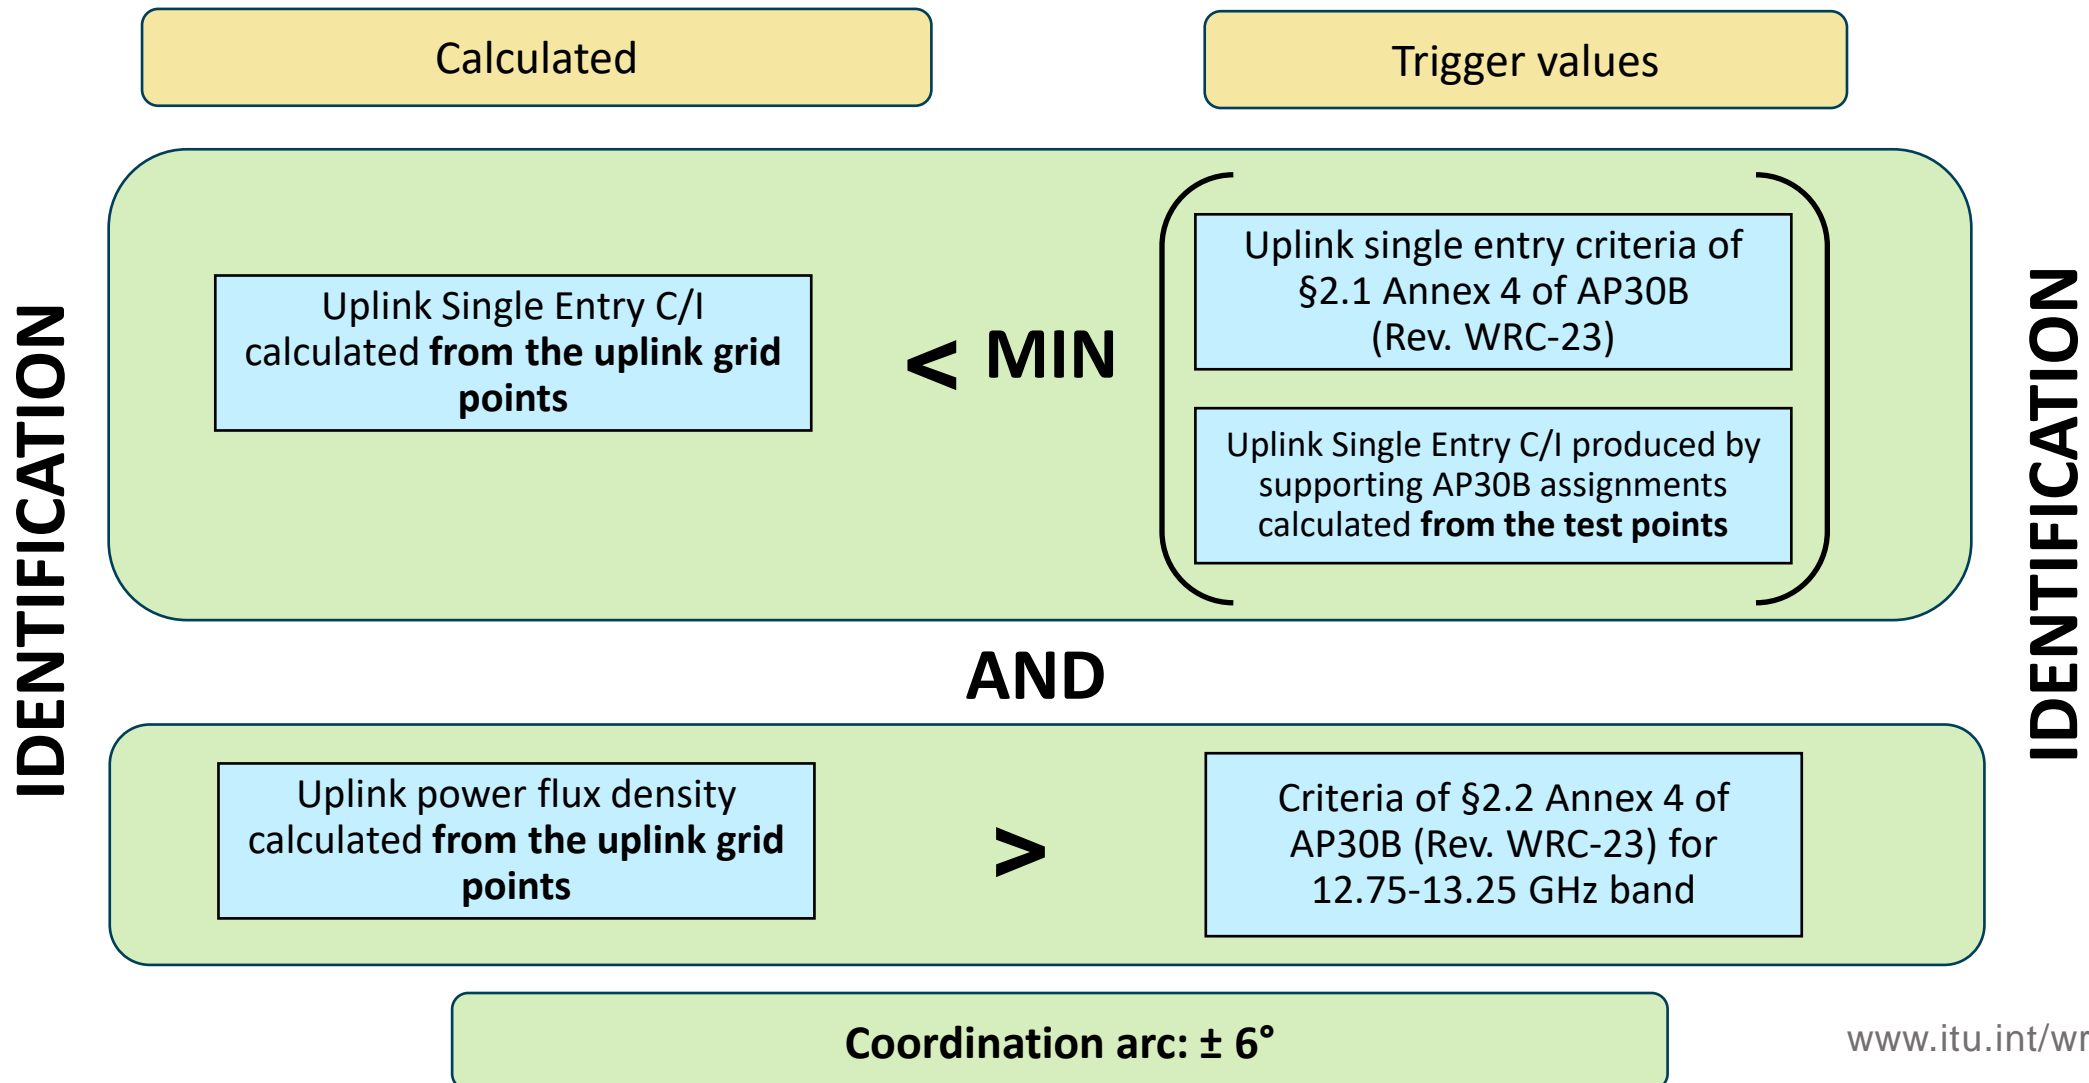 Calculated
Trigger values
IDENTIFICATION
Uplink Single Entry C/I
calculated from the uplink grid
points
< MIN
Uplink single entry criteria of
§2.1 Annex 4 of AP30B
(Rev. WRC-23)
Uplink Single Entry C/I produced by
supporting AP30B assignments
calculated from the test points
IDENTIFICATION
AND
Uplink power flux density
calculated from the uplink grid
points
>
Criteria of §2.2 Annex 4 of
AP30B (Rev. WRC-23) for
12.75-13.25 GHz band
Coordination arc: ± 6°
www.itu.int/wr